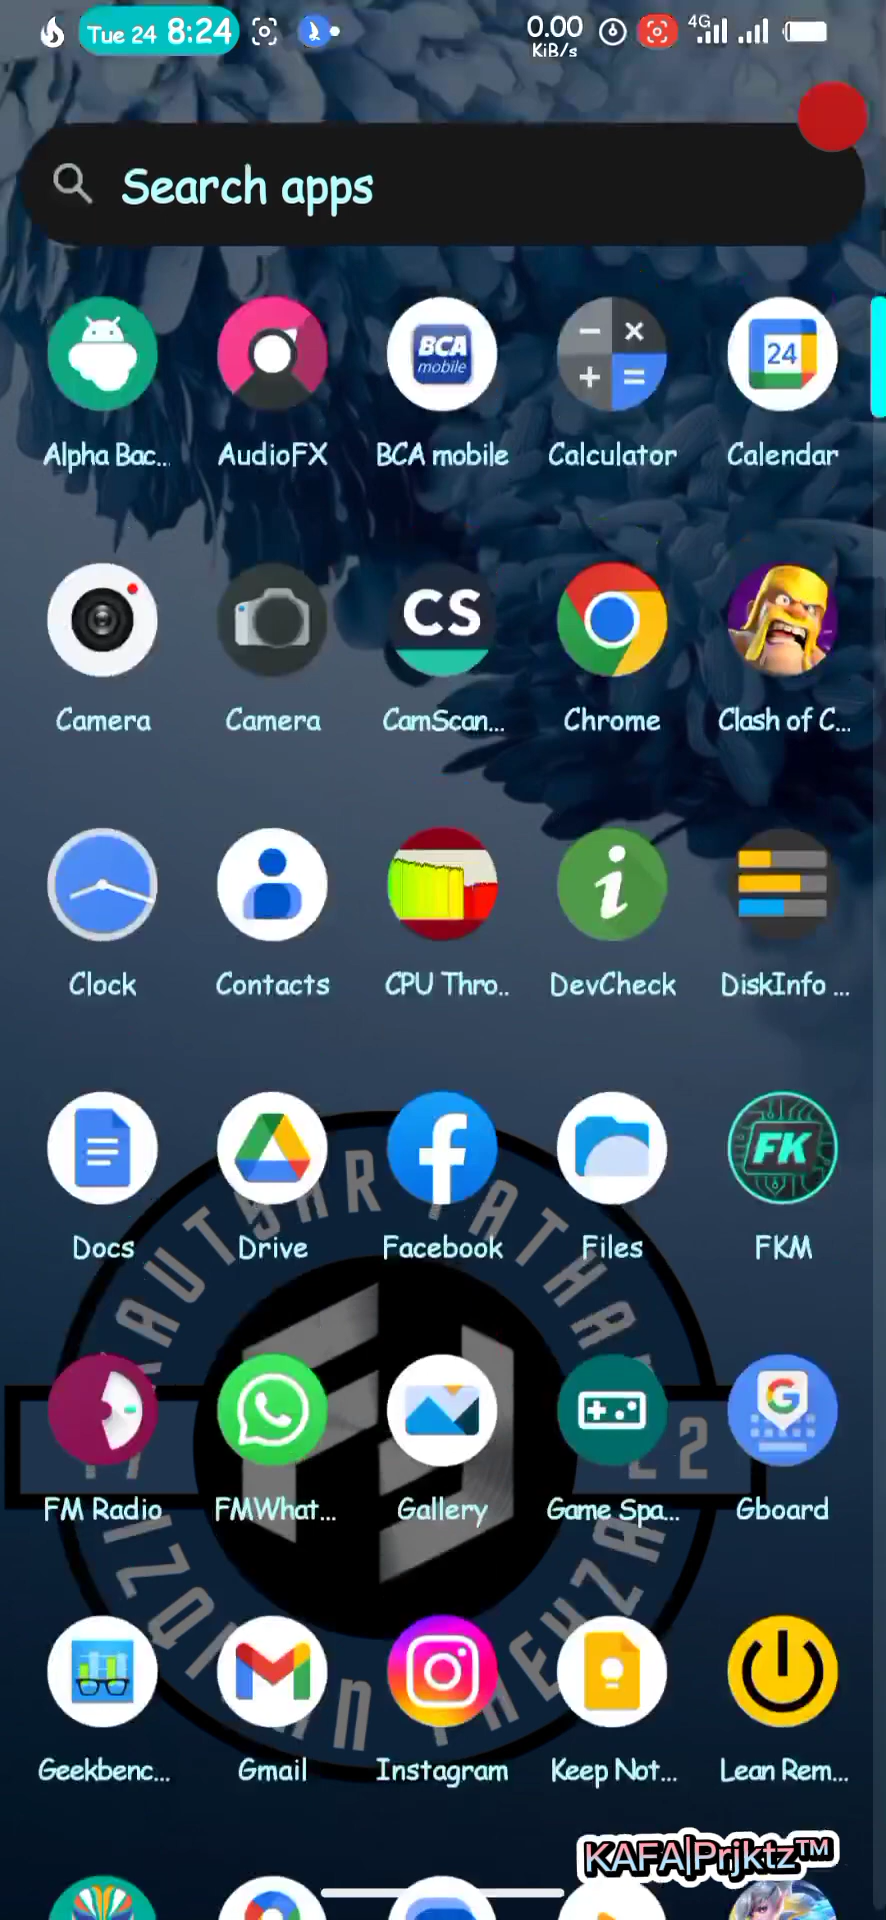 Tue 24 8:24
0.00
KiB/s
4G
Search apps
BCA
mobile
24
Alpha Bac...
AudioFX
BCA mobile
Calculator
Calendar
CS
Camera
Camera
CamScan...
Chrome
Clash of C...
Clock
Contacts
CPU Thro..
DevCheck
DiskInfo ...
FK
Docs
Drive
Facebook
Files
FKM
FM Radio
FMWhat...
Gallery
Game Spa...
Gboard
Geekbenc...
Gmail
Instagram
Keep Not...
Lean Rem...
KAFA|Prjktz™